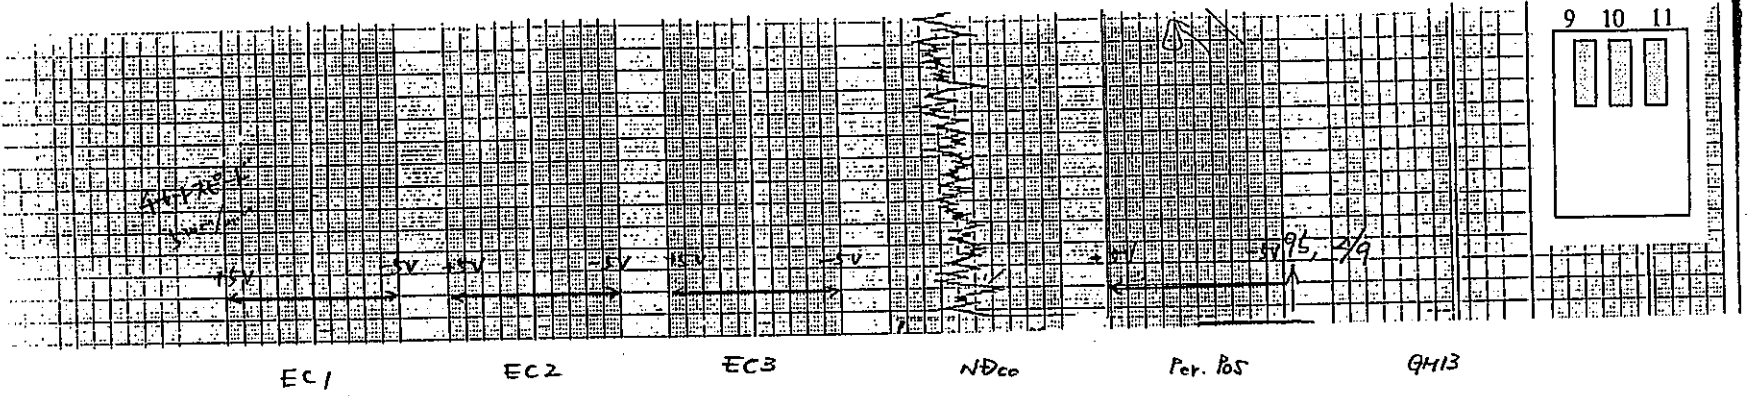 9 10 11
+5V -5V +5V -5V +5V -5V +5V -5V 95, 2/9
EC1 EC2 EC3 NDco Per. Pos GH13